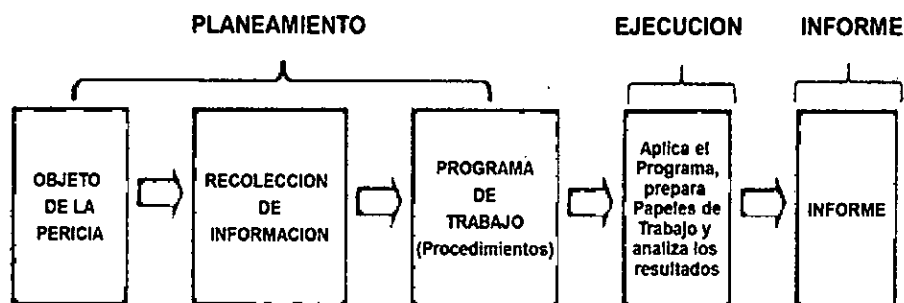 PLANEAMIENTO
EJECUCION
INFORME
OBJETO
DE LA
PERICIA
RECOLECCION
DE
INFORMACION
PROGRAMA
DE
TRABAJO
(Procedimientos)
Aplica el
Programa,
prepara
Papeles de
Trabajo y
analiza los
resultados
INFORME